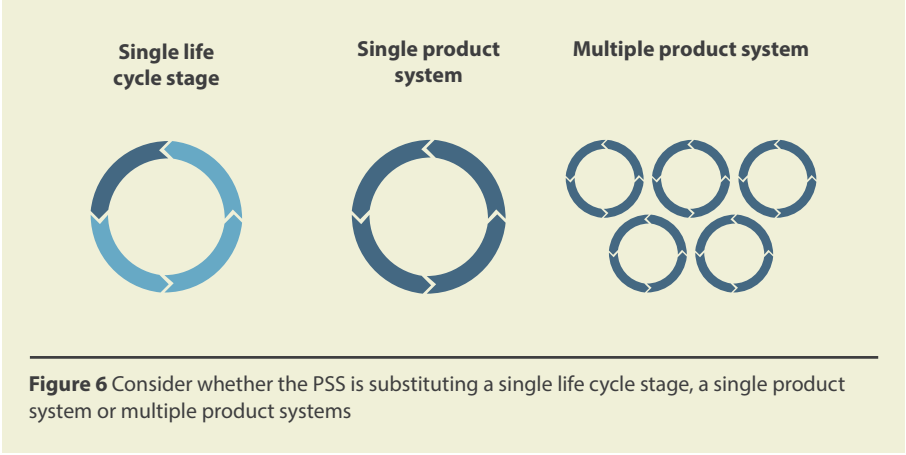 Single life
cycle stage
Single product
system
Multiple product system
Figure 6 Consider whether the PSS is substituting a single life cycle stage, a single product
system or multiple product systems